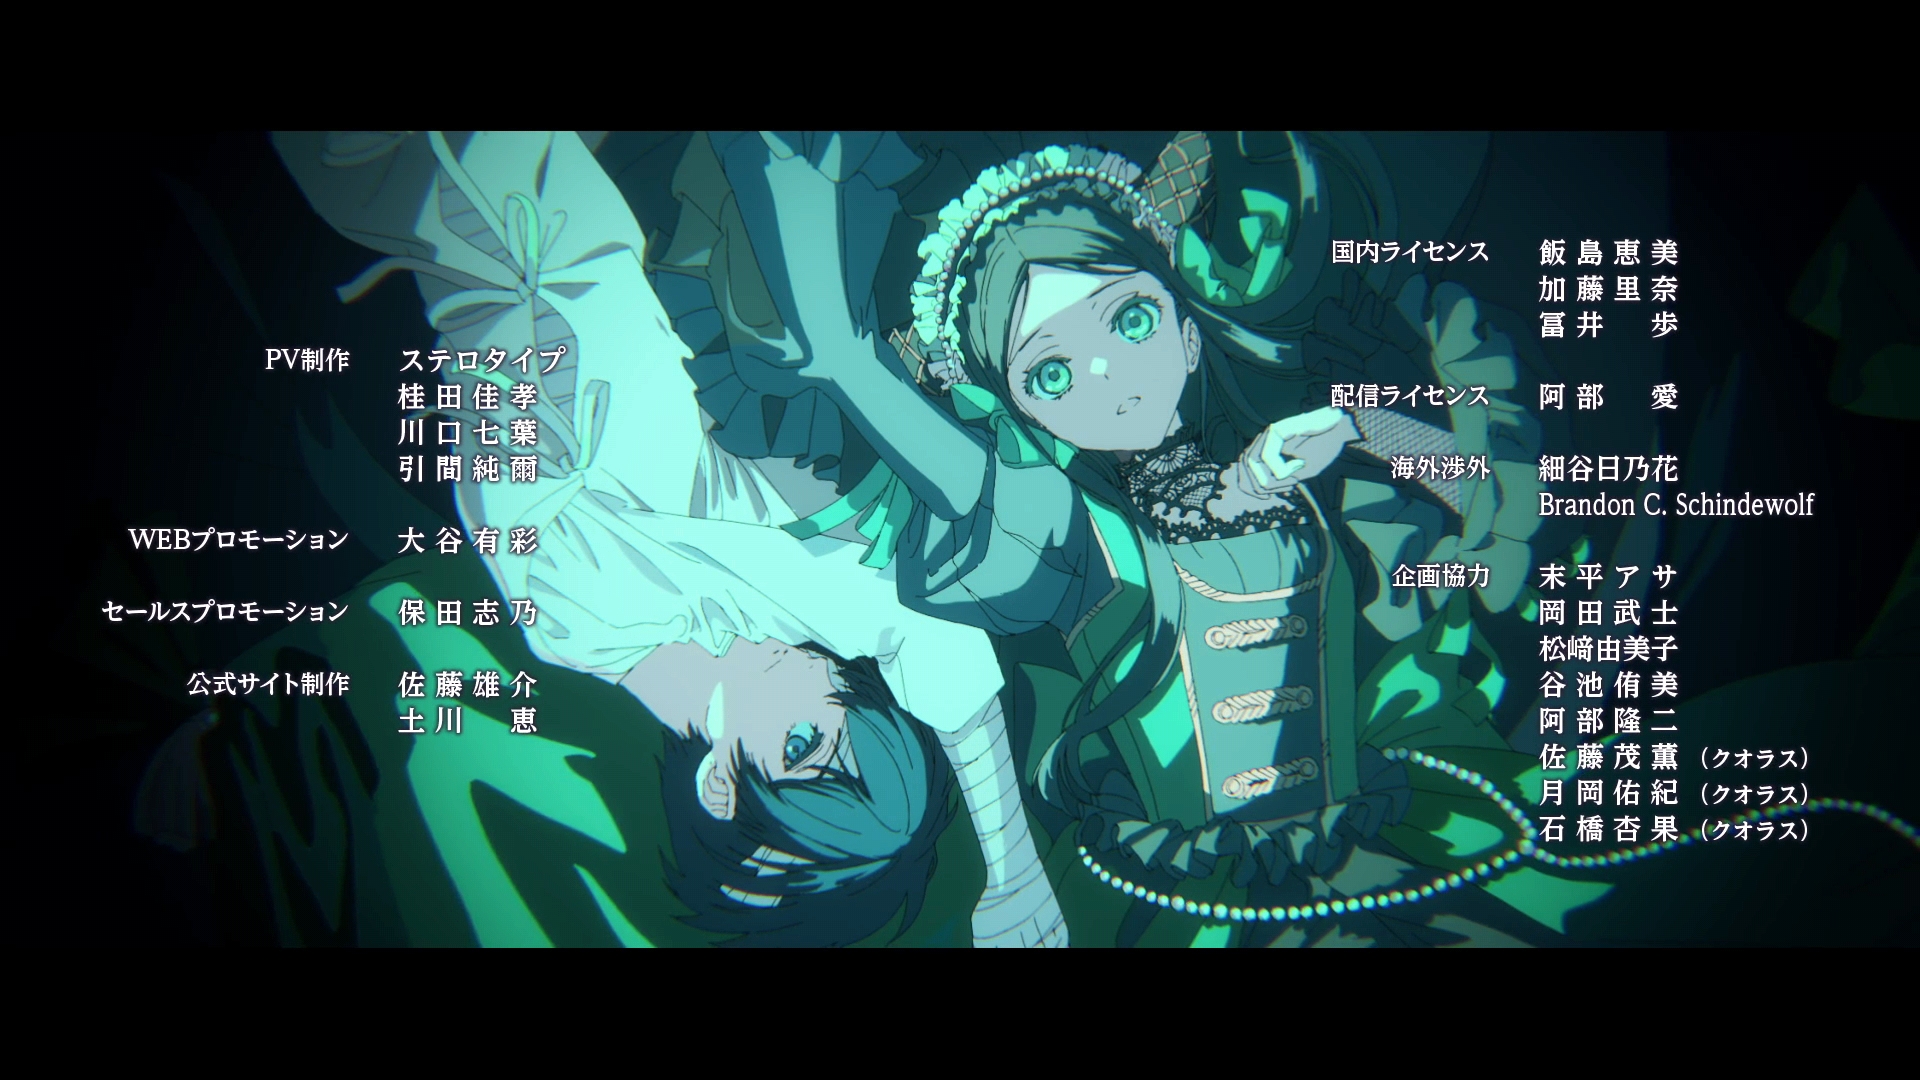 PV制作 ステロタイプ
桂田佳孝
川口七葉
引間純爾
WEBプロモーション 大谷有彩
セールスプロモーション 保田志乃
公式サイト制作 佐藤雄介
土川 恵
国内ライセンス 飯島恵美
加藤里奈
冨井 歩
配信ライセンス 阿部 愛
海外渉外 細谷日乃花
Brandon C. Schindewolf
企画協力 末平アサ
岡田武士
松﨑由美子
谷池侑美
阿部隆二
佐藤茂薫（クオラス）
月岡佑紀（クオラス）
石橋杏果（クオラス）